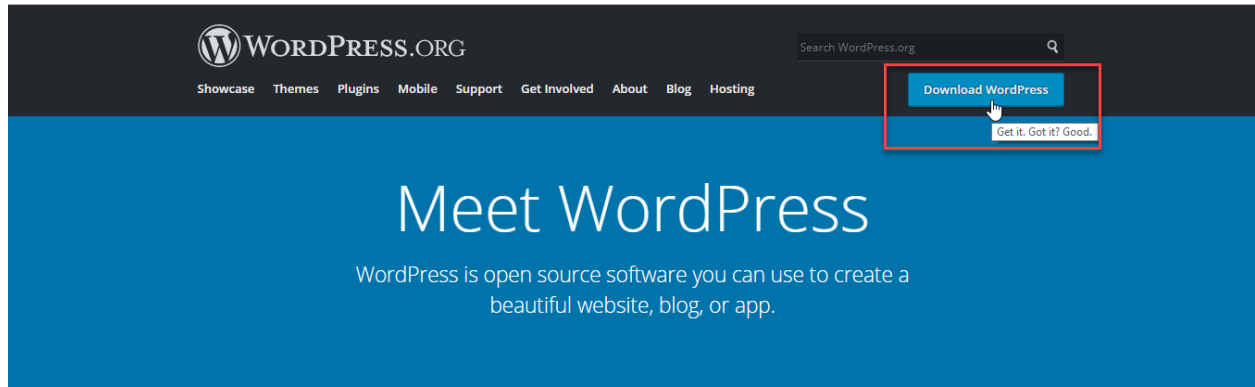 WORDPRESS.ORG
Search WordPress.org
Showcase Themes Plugins Mobile Support Get Involved About Blog Hosting
Download WordPress
Get it. Got it? Good.
Meet WordPress
WordPress is open source software you can use to create a
beautiful website, blog, or app.